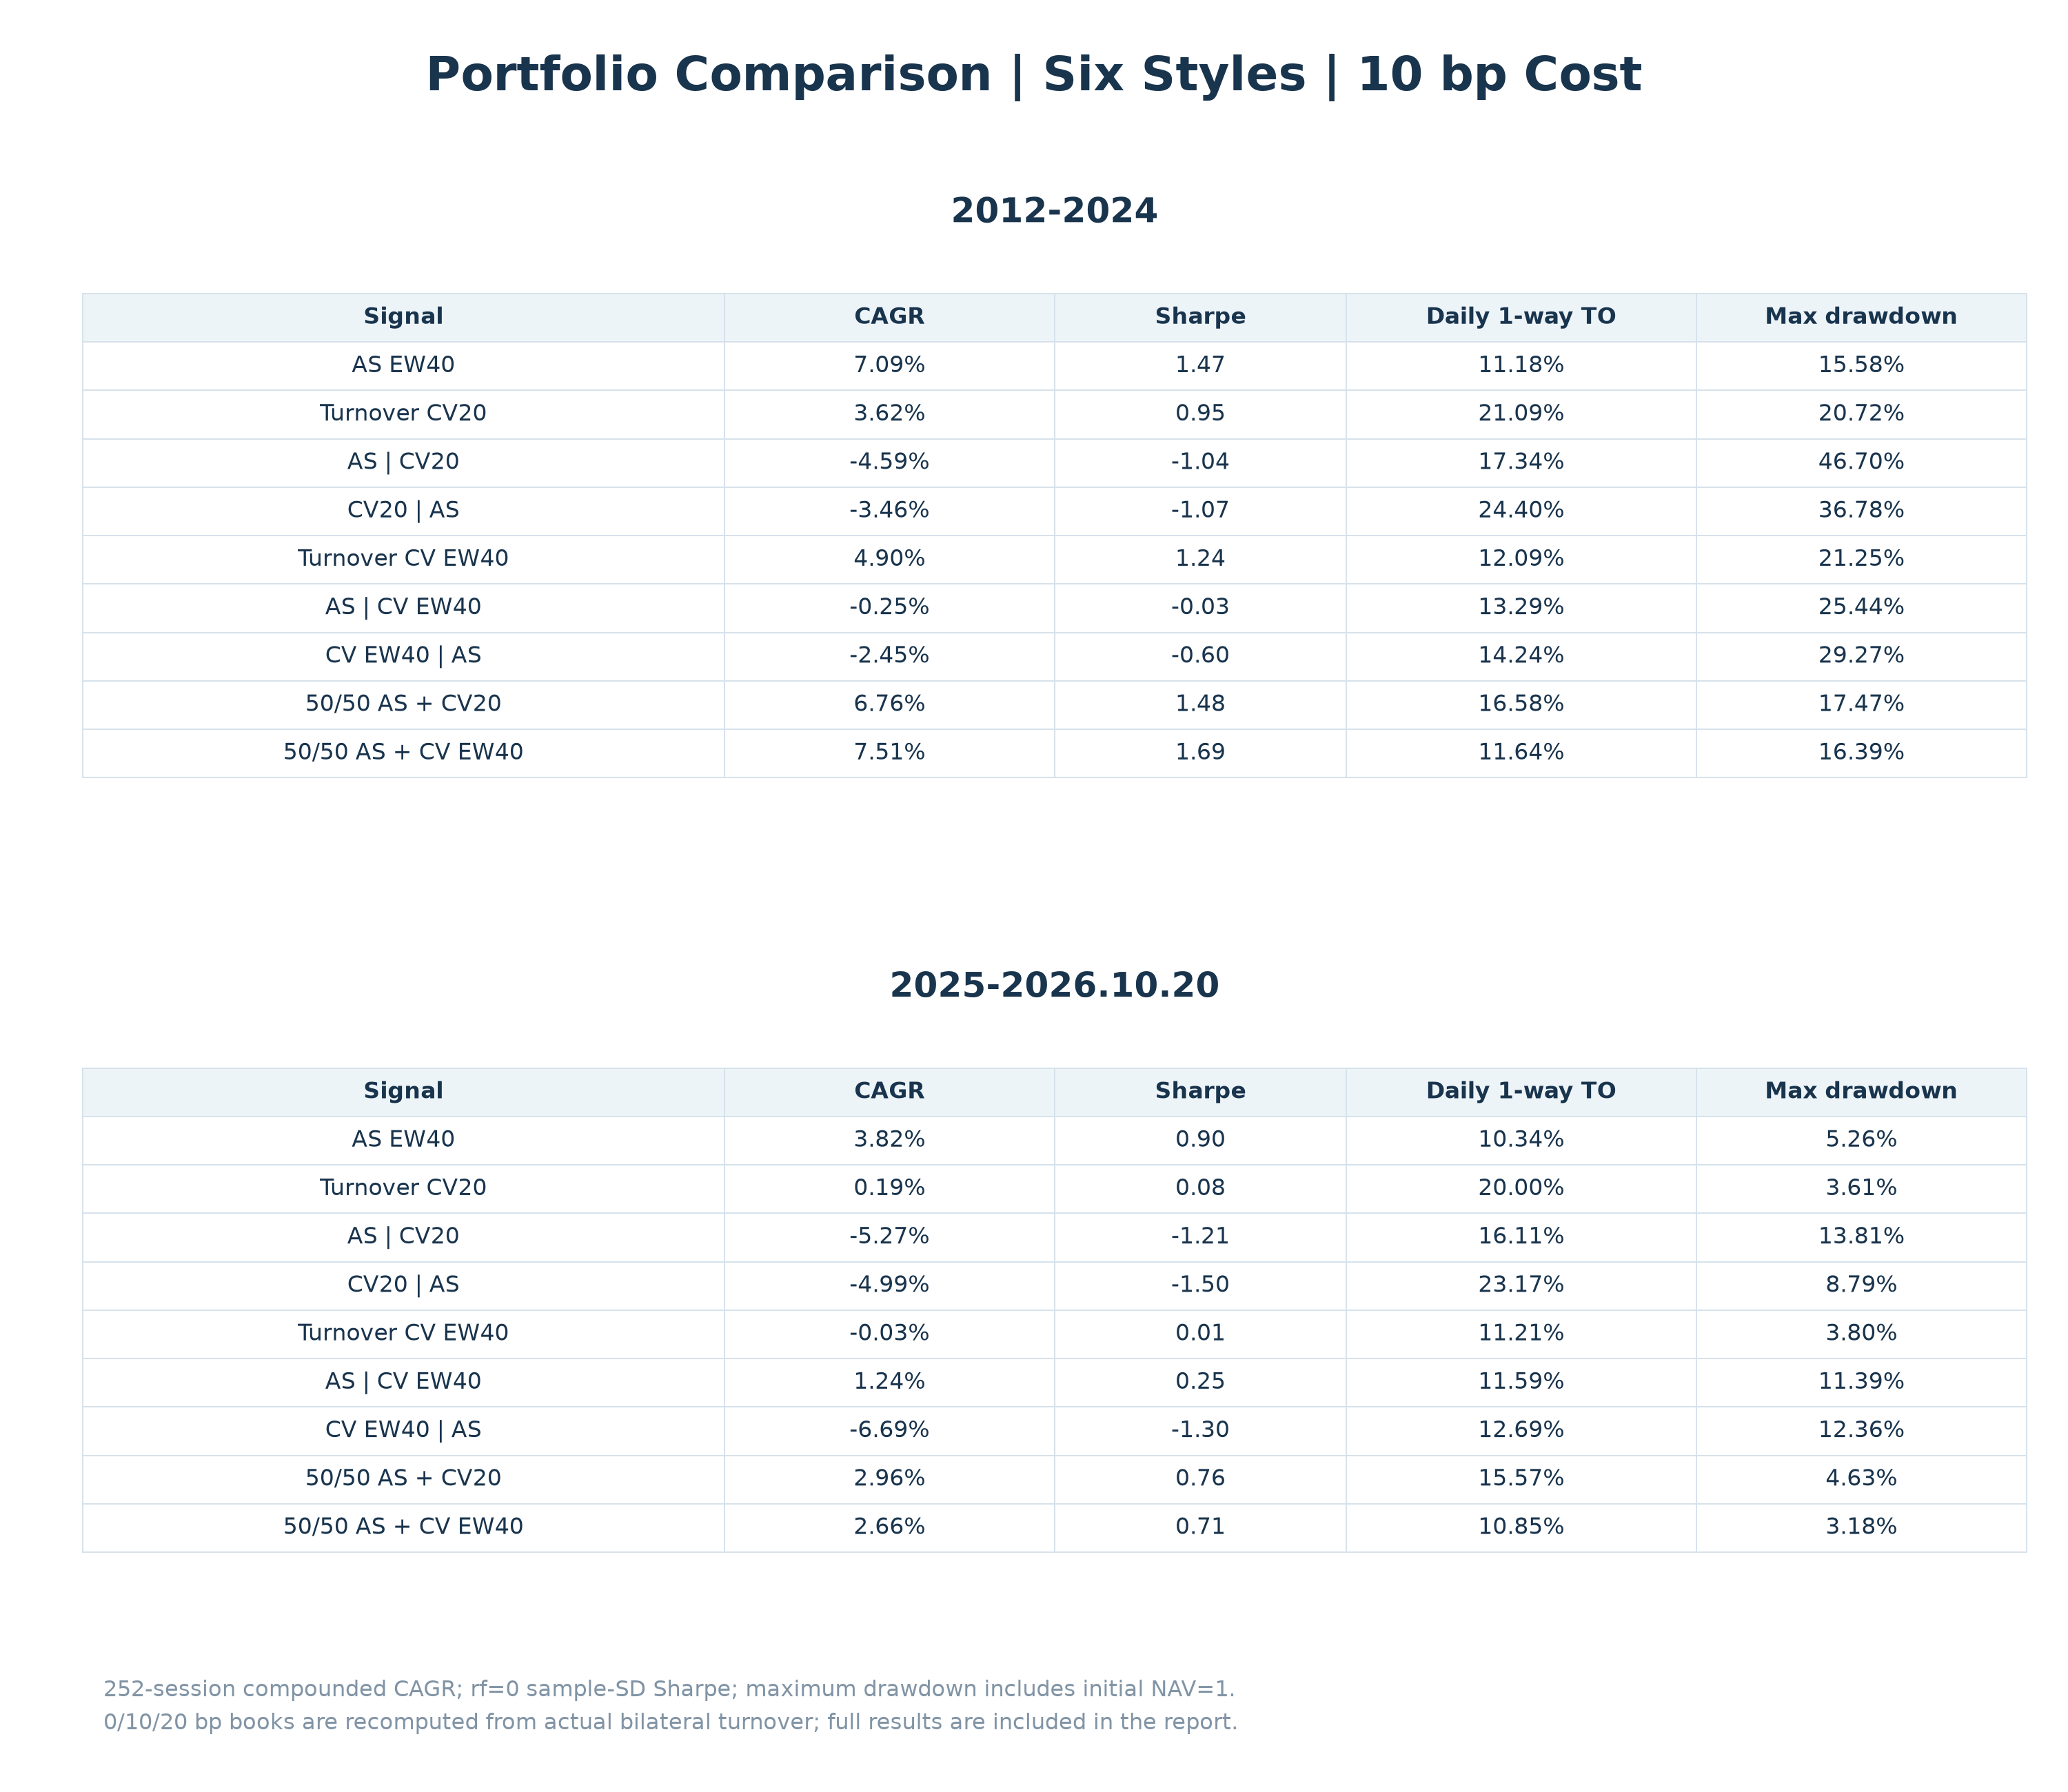 Portfolio Comparison | Six Styles | 10 bp Cost
2012-2024
Signal CAGR Sharpe Daily 1-way TO Max drawdown
AS EW40 7.09% 1.47 11.18% 15.58%
Turnover CV20 3.62% 0.95 21.09% 20.72%
AS | CV20 -4.59% -1.04 17.34% 46.70%
CV20 | AS -3.46% -1.07 24.40% 36.78%
Turnover CV EW40 4.90% 1.24 12.09% 21.25%
AS | CV EW40 -0.25% -0.03 13.29% 25.44%
CV EW40 | AS -2.45% -0.60 14.24% 29.27%
50/50 AS + CV20 6.76% 1.48 16.58% 17.47%
50/50 AS + CV EW40 7.51% 1.69 11.64% 16.39%
2025-2026.10.20
Signal CAGR Sharpe Daily 1-way TO Max drawdown
AS EW40 3.82% 0.90 10.34% 5.26%
Turnover CV20 0.19% 0.08 20.00% 3.61%
AS | CV20 -5.27% -1.21 16.11% 13.81%
CV20 | AS -4.99% -1.50 23.17% 8.79%
Turnover CV EW40 -0.03% 0.01 11.21% 3.80%
AS | CV EW40 1.24% 0.25 11.59% 11.39%
CV EW40 | AS -6.69% -1.30 12.69% 12.36%
50/50 AS + CV20 2.96% 0.76 15.57% 4.63%
50/50 AS + CV EW40 2.66% 0.71 10.85% 3.18%
252-session compounded CAGR; rf=0 sample-SD Sharpe; maximum drawdown includes initial NAV=1.
0/10/20 bp books are recomputed from actual bilateral turnover; full results are included in the report.